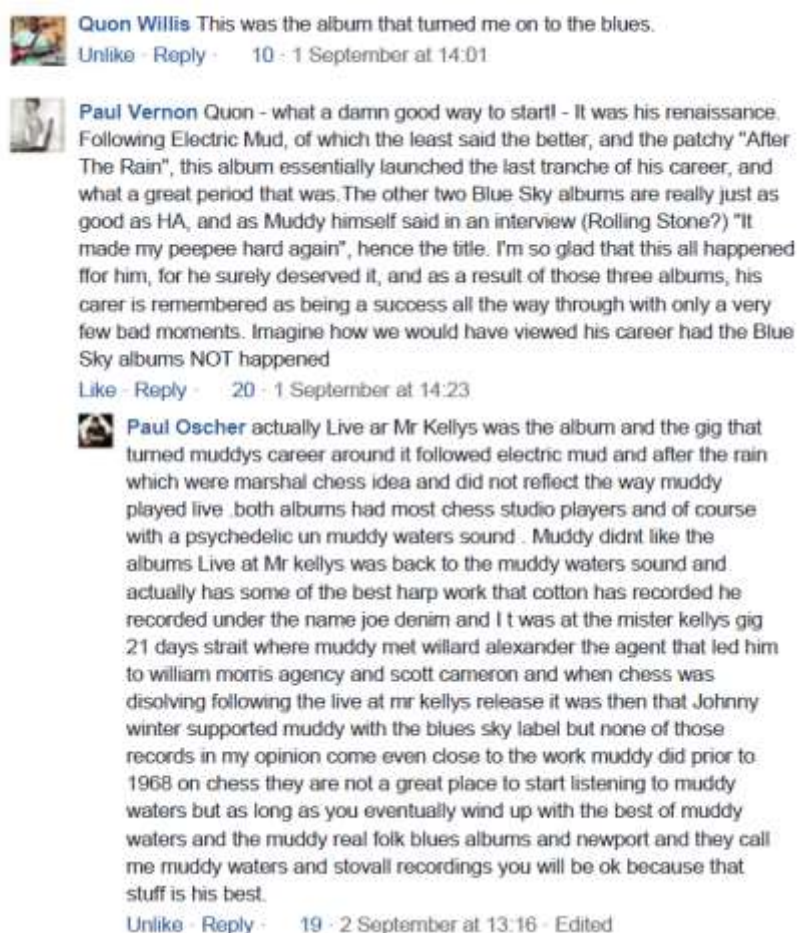 Quon Willis This was the album that turned me on to the blues.
Unlike · Reply · 10 · 1 September at 14:01
Paul Vernon Quon - what a damn good way to start! - It was his renaissance.
Following Electric Mud, of which the least said the better, and the patchy "After
The Rain", this album essentially launched the last tranche of his career, and
what a great period that was.The other two Blue Sky albums are really just as
good as HA, and as Muddy himself said in an interview (Rolling Stone?) "It
made my peepee hard again", hence the title. I'm so glad that this all happened
ffor him, for he surely deserved it, and as a result of those three albums, his
carer is remembered as being a success all the way through with only a very
few bad moments. Imagine how we would have viewed his career had the Blue
Sky albums NOT happened
Like · Reply · 20 · 1 September at 14:23
Paul Oscher actually Live ar Mr Kellys was the album and the gig that
turned muddys career around it followed electric mud and after the rain
which were marshal chess idea and did not reflect the way muddy
played live .both albums had most chess studio players and of course
with a psychedelic un muddy waters sound . Muddy didnt like the
albums Live at Mr kellys was back to the muddy waters sound and
actually has some of the best harp work that cotton has recorded he
recorded under the name joe denim and I t was at the mister kellys gig
21 days strait where muddy met willard alexander the agent that led him
to william morris agency and scott cameron and when chess was
disolving following the live at mr kellys release it was then that Johnny
winter supported muddy with the blues sky label but none of those
records in my opinion come even close to the work muddy did prior to
1968 on chess they are not a great place to start listening to muddy
waters but as long as you eventually wind up with the best of muddy
waters and the muddy real folk blues albums and newport and they call
me muddy waters and stovall recordings you will be ok because that
stuff is his best.
Unlike · Reply · 19 · 2 September at 13:16 · Edited